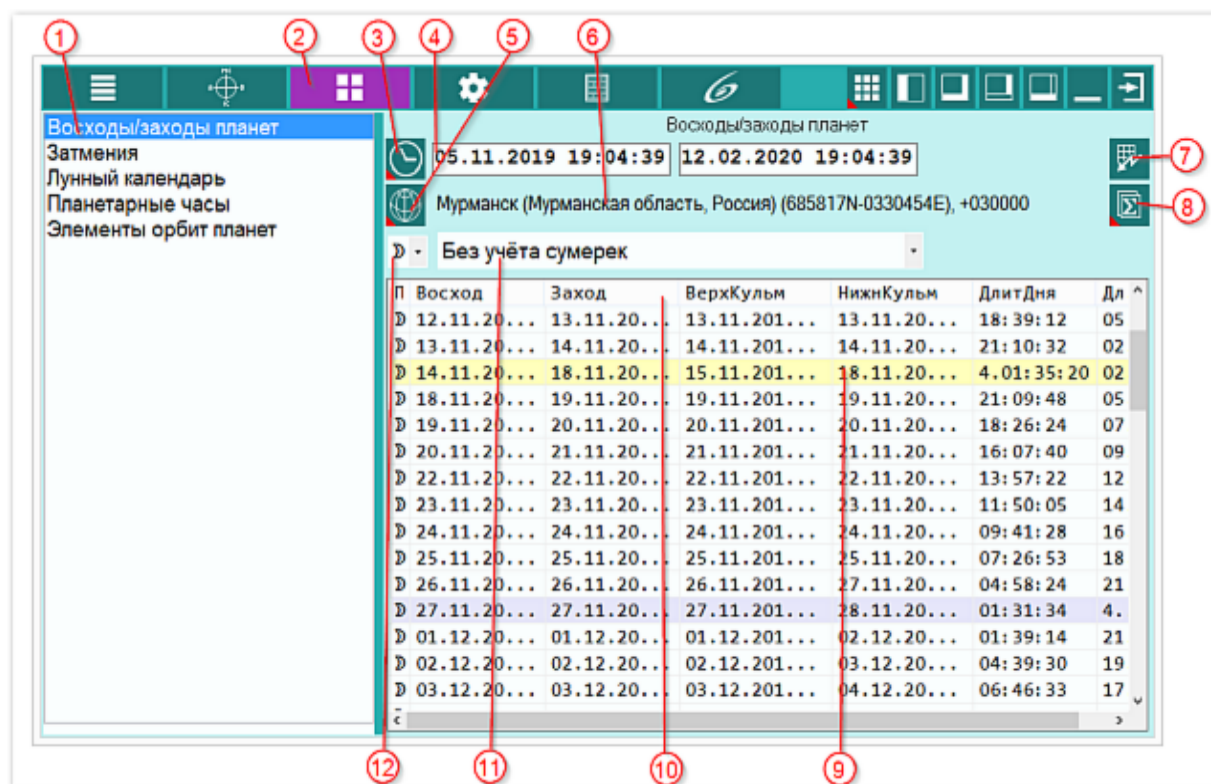 1 2 3 4 5 6
Восходы/заходы планет
Затмения
Лунный календарь
Планетарные часы
Элементы орбит планет
Восходы/заходы планет
05.11.2019 19:04:39 12.02.2020 19:04:39
7
Мурманск (Мурманская область, Россия) (685817N-0330454E), +030000
8
Без учёта сумерек
П Восход Заход ВерхКульм НижнКульм ДлитДня Дл
12.11.20... 13.11.20... 13.11.201... 13.11.20... 18:39:12 05
13.11.20... 14.11.20... 14.11.201... 14.11.20... 21:10:32 02
14.11.20... 18.11.20... 15.11.201... 18.11.20... 4.01:35:20 02
18.11.20... 19.11.20... 19.11.201... 19.11.20... 21:09:48 05
19.11.20... 20.11.20... 20.11.201... 20.11.20... 18:26:24 07
20.11.20... 21.11.20... 21.11.201... 21.11.20... 16:07:40 09
22.11.20... 22.11.20... 22.11.201... 22.11.20... 13:57:22 12
23.11.20... 23.11.20... 23.11.201... 23.11.20... 11:50:05 14
24.11.20... 24.11.20... 24.11.201... 24.11.20... 09:41:28 16
25.11.20... 25.11.20... 25.11.201... 25.11.20... 07:26:53 18
26.11.20... 26.11.20... 26.11.201... 27.11.20... 04:58:24 21
27.11.20... 27.11.20... 27.11.201... 28.11.20... 01:31:34 4.
01.12.20... 01.12.20... 01.12.201... 02.12.20... 01:39:14 21
02.12.20... 02.12.20... 02.12.201... 03.12.20... 04:39:30 19
03.12.20... 03.12.20... 03.12.201... 04.12.20... 06:46:33 17
12 11 10 9